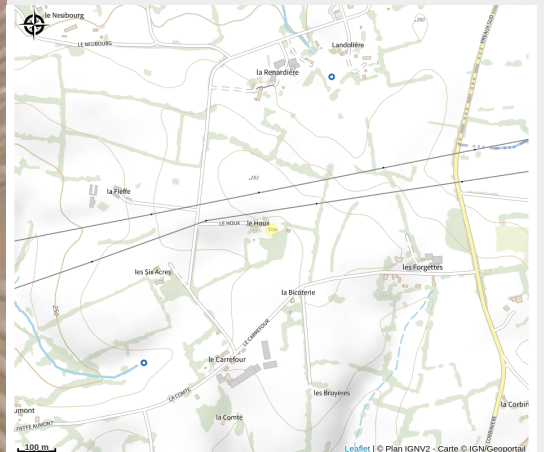 le Neubourg
LE NEUBOURG
Landolière
la Renardière
283
la Fieffe
LE HOUX
le Houx
les Six Acres
les Forgettes
la Bicoterie
LE CARREFOUR
le Carrefour
LA COMTE
les Bruyères
la Comté
la Corbin
100 m
Leaflet | © Plan IGNV2 - Carte © IGN/Geoportail